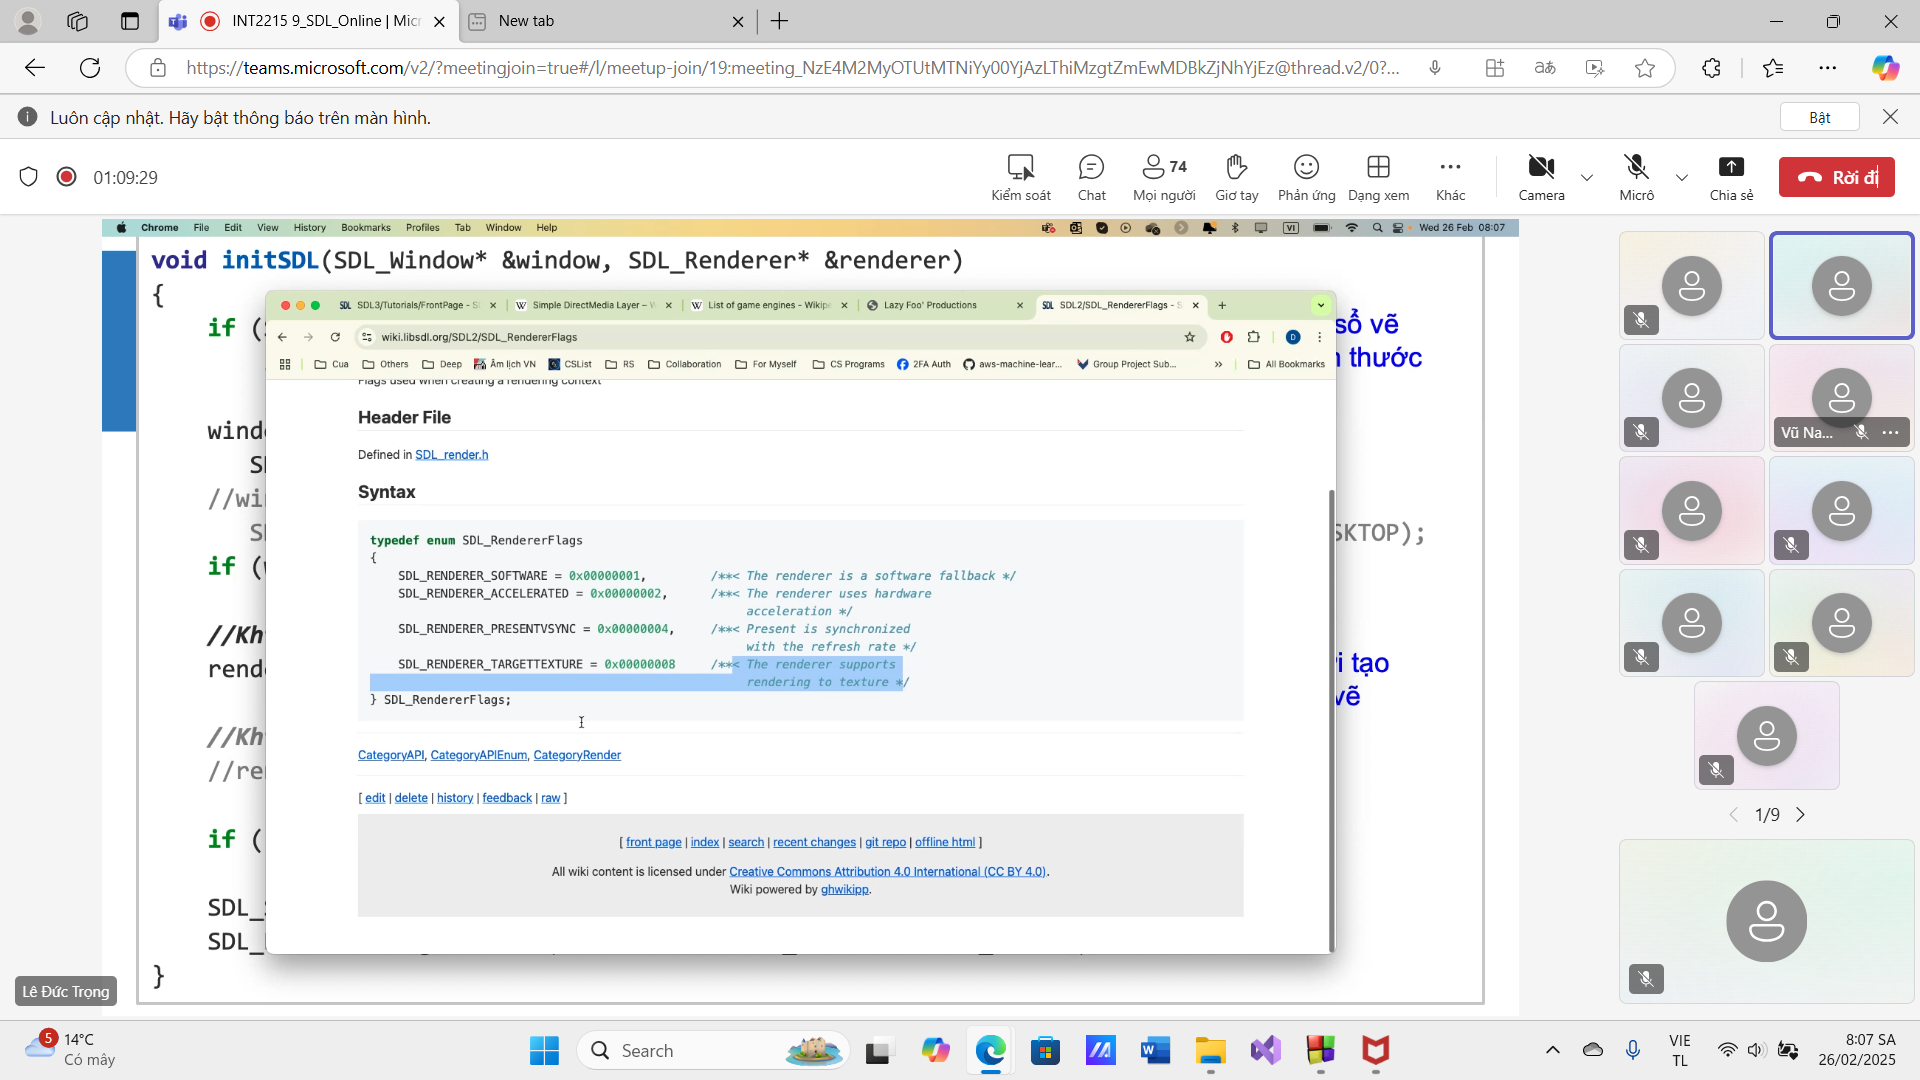 INT2215 9_SDL_Online | Micr
New tab
https://teams.microsoft.com/v2/?meetingjoin=true#/l/meetup-join/19:meeting_NzE4M2MyOTUtMTNiYy00YjAzLThiMzgtZmEwMDBkZjNhYjEz@thread.v2/0?...
Luôn cập nhật. Hãy bật thông báo trên màn hình.
Bật
01:09:29
74
Kiểm soát
Chat
Mọi người
Giơ tay
Phản ứng
Dạng xem
Khác
Camera
Micrô
Chia sẻ
Rời đi
Chrome File Edit View History Bookmarks Profiles Tab Window Help
VI
Wed 26 Feb 08:07
void initSDL(SDL_Window* &window, SDL_Renderer* &renderer)
{
if (
sổ vẽ
thước
SDL3/Tutorials/FrontPage - S
Simple DirectMedia Layer –
List of game engines - Wikip
Lazy Foo' Productions
SDL2/SDL_RendererFlags - S
wiki.libsdl.org/SDL2/SDL_RendererFlags
D
Cua
Others
Deep
Âm lịch VN
CSList
RS
Collaboration
For Myself
CS Programs
2FA Auth
aws-machine-lear...
Group Project Sub...
»
All Bookmarks
Flags used when creating a rendering context
Header File
Defined in SDL_render.h
Syntax
typedef enum SDL_RendererFlags
{
SDL_RENDERER_SOFTWARE = 0x00000001, /**< The renderer is a software fallback */
SDL_RENDERER_ACCELERATED = 0x00000002, /**< The renderer uses hardware
acceleration */
SDL_RENDERER_PRESENTVSYNC = 0x00000004, /**< Present is synchronized
with the refresh rate */
SDL_RENDERER_TARGETTEXTURE = 0x00000008 /**< The renderer supports
rendering to texture */
} SDL_RendererFlags;
CategoryAPI, CategoryAPIEnum, CategoryRender
[ edit | delete | history | feedback | raw ]
[ front page | index | search | recent changes | git repo | offline html ]
All wiki content is licensed under Creative Commons Attribution 4.0 International (CC BY 4.0).
Wiki powered by ghwikipp.
wind
//wi
SKTOP);
if (
//Kh
rend
tạo
vẽ
//Kh
//re
if (
SDL_
SDL_
}
Lê Đức Trọng
Vũ Na...
1/9
5
14°C
Có mây
Search
VIE
TL
8:07 SA
26/02/2025